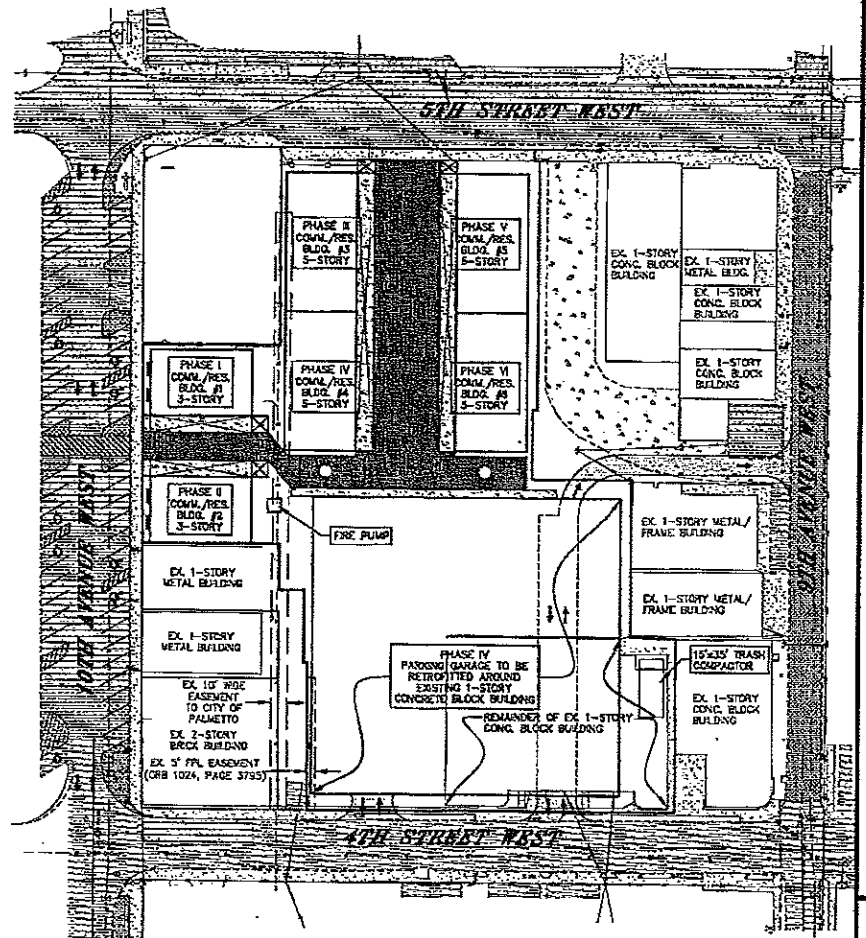 5TH STREET WEST
PHASE III
COMM./RES.
BLDG. #3
5-STORY
PHASE V
COMM./RES.
BLDG. #5
5-STORY
EX. 1-STORY
CONC. BLOCK
BUILDING
EX. 1-STORY
METAL BLDG.
EX. 1-STORY
CONC. BLOCK
BUILDING
PHASE I
COMM./RES.
BLDG. #1
3-STORY
PHASE IV
COMM./RES.
BLDG. #4
5-STORY
PHASE VI
COMM./RES.
5-STORY
EX. 1-STORY
CONC. BLOCK
BUILDING
10TH AVENUE WEST
9TH AVENUE WEST
PHASE II
COMM./RES.
BLDG. #2
3-STORY
FIRE PUMP
EX. 1-STORY METAL/
FRAME BUILDING
EX. 1-STORY
METAL BUILDING
EX. 1-STORY METAL/
FRAME BUILDING
EX. 1-STORY
METAL BUILDING
PHASE IV
PARKING GARAGE TO BE
RETROFITTED AROUND
EXISTING 1-STORY
CONCRETE BLOCK BUILDING
15'x35' TRASH
COMPACTOR
EX. 10' WIDE
EASEMENT
TO CITY OF
PALMETTO
REMAINDER OF EX. 1-STORY
CONC. BLOCK BUILDING
EX. 1-STORY
CONC. BLOCK
BUILDING
EX. 2-STORY
BRICK BUILDING
EX. 5' FPL EASEMENT
(ORB 1024, PAGE 3795)
4TH STREET WEST